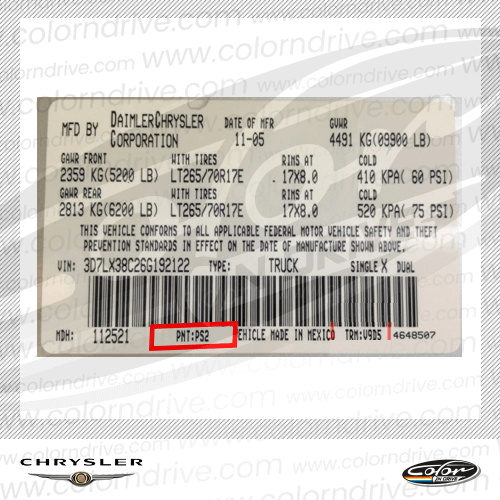 www.colorndrive.com
MFD BY DAIMLERCHRYSLER CORPORATION DATE OF MFR 11-05 GVWR 4491 KG(09900 LB)
GAWR FRONT WITH TIRES RIMS AT COLD
2359 KG(5200 LB) LT265/70R17E . 17X8.0 410 KPA( 60 PSI)
GAWR REAR WITH TIRES RIMS AT COLD
2813 KG(6200 LB) LT265/70R17E 17X8.0 520 KPA( 75 PSI)
THIS VEHICLE CONFORMS TO ALL APPLICABLE FEDERAL MOTOR VEHICLE SAFETY AND THEFT
PREVENTION STANDARDS IN EFFECT ON THE DATE OF MANUFACTURE SHOWN ABOVE.
VIN: 3D7LX38C26G192122 TYPE: TRUCK SINGLE X DUAL
MDH: 112521 PNT:PS2 EHICLE MADE IN MEXICO TRM:V9DS 4648507
CHRYSLER
Color N DRIVE